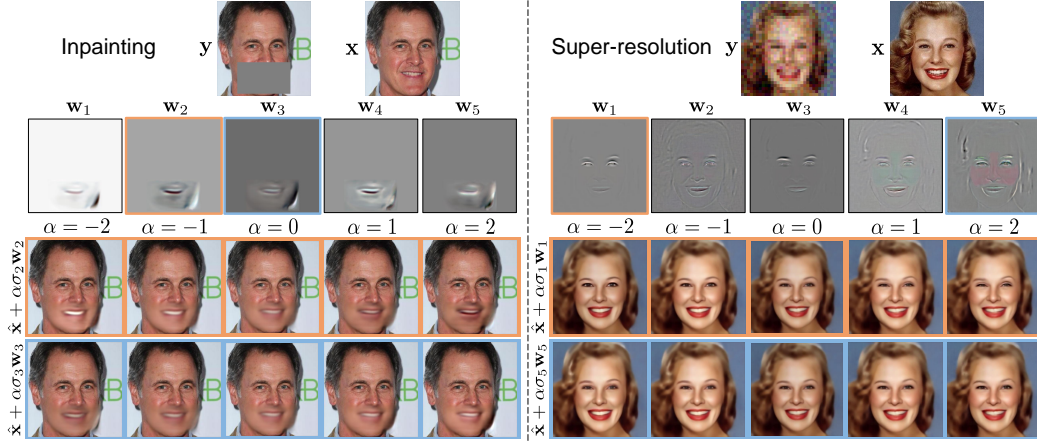 Inpainting y x
w₁ w₂ w₃ w₄ w₅
α = −2 α = −1 α = 0 α = 1 α = 2
x̂ + ασ₂w₂
x̂ + ασ₃w₃
Super-resolution y x
w₁ w₂ w₃ w₄ w₅
α = −2 α = −1 α = 0 α = 1 α = 2
x̂ + ασ₁w₁
x̂ + ασ₅w₅